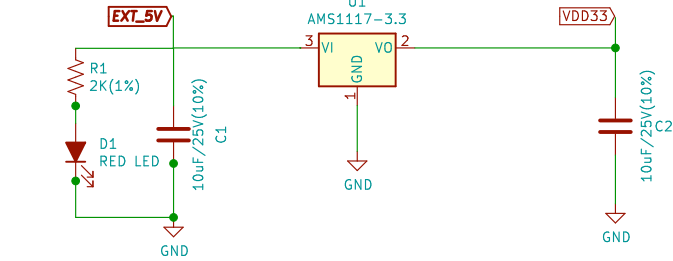 EXT_5V
U1
AMS1117-3.3
VDD33
3
VI
VO
2
GND
1
R1
2K(1%)
10uF/25V(10%)
C1
D1
RED LED
10uF/25V(10%)
C2
GND
GND
GND